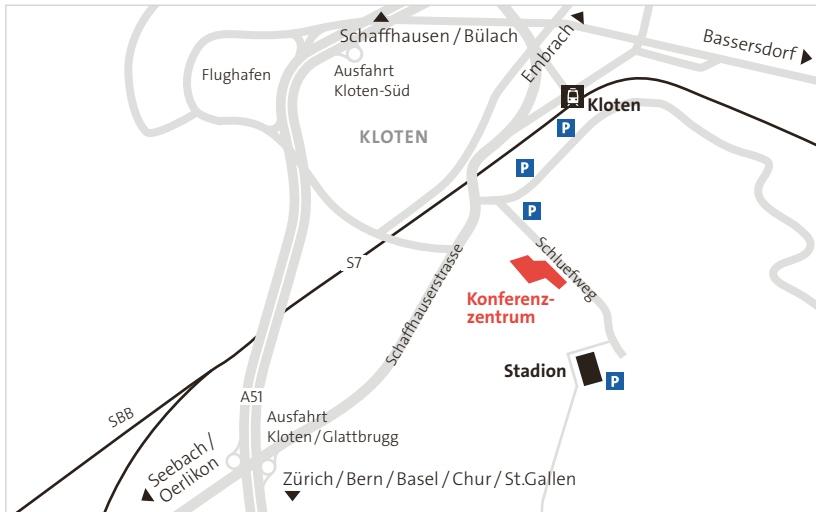 Schaffhausen / Bülach
Embrach
Bassersdorf
Flughafen
Ausfahrt
Kloten-Süd
Kloten
P
KLOTEN
P
P
Schluefweg
S7
Schaffhauserstrasse
Konferenz-
zentrum
Stadion
P
A51
SBB
Ausfahrt
Kloten / Glattbrugg
Seebach /
Oerlikon
Zürich / Bern / Basel / Chur / St.Gallen